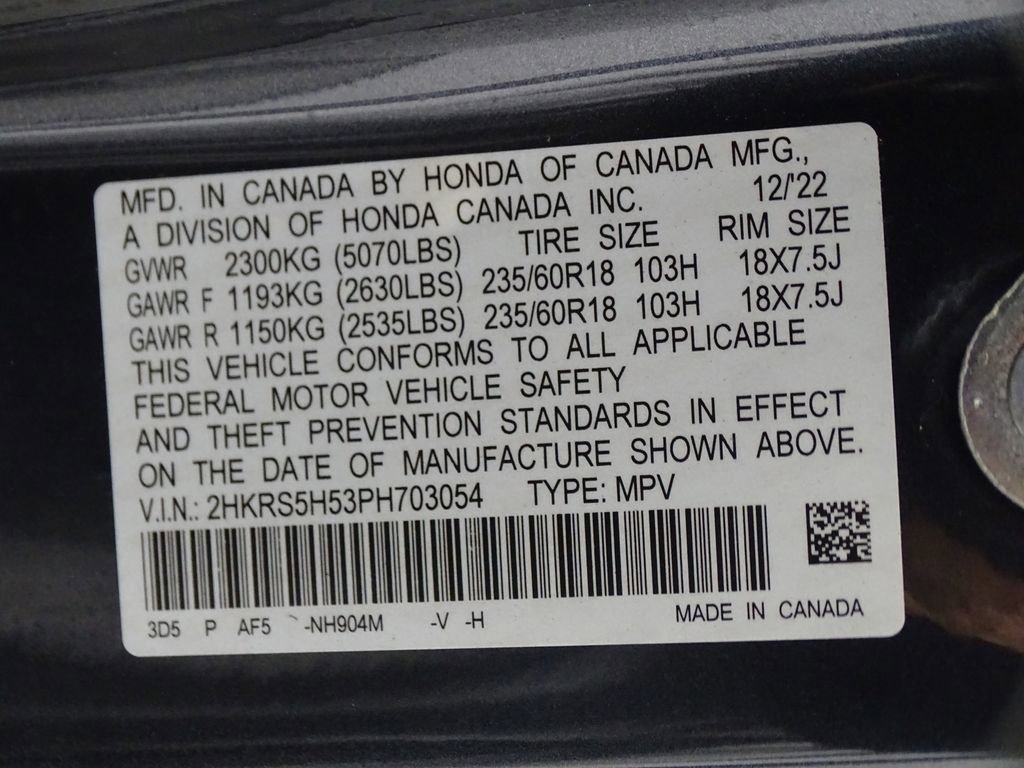 MFD. IN CANADA BY HONDA OF CANADA MFG.,
A DIVISION OF HONDA CANADA INC. 12/'22
GVWR 2300KG (5070LBS) TIRE SIZE RIM SIZE
GAWR F 1193KG (2630LBS) 235/60R18 103H 18X7.5J
GAWR R 1150KG (2535LBS) 235/60R18 103H 18X7.5J
THIS VEHICLE CONFORMS TO ALL APPLICABLE
FEDERAL MOTOR VEHICLE SAFETY
AND THEFT PREVENTION STANDARDS IN EFFECT
ON THE DATE OF MANUFACTURE SHOWN ABOVE.
V.I.N.: 2HKRS5H53PH703054 TYPE: MPV
3D5 P AF5 -NH904M -V -H MADE IN CANADA